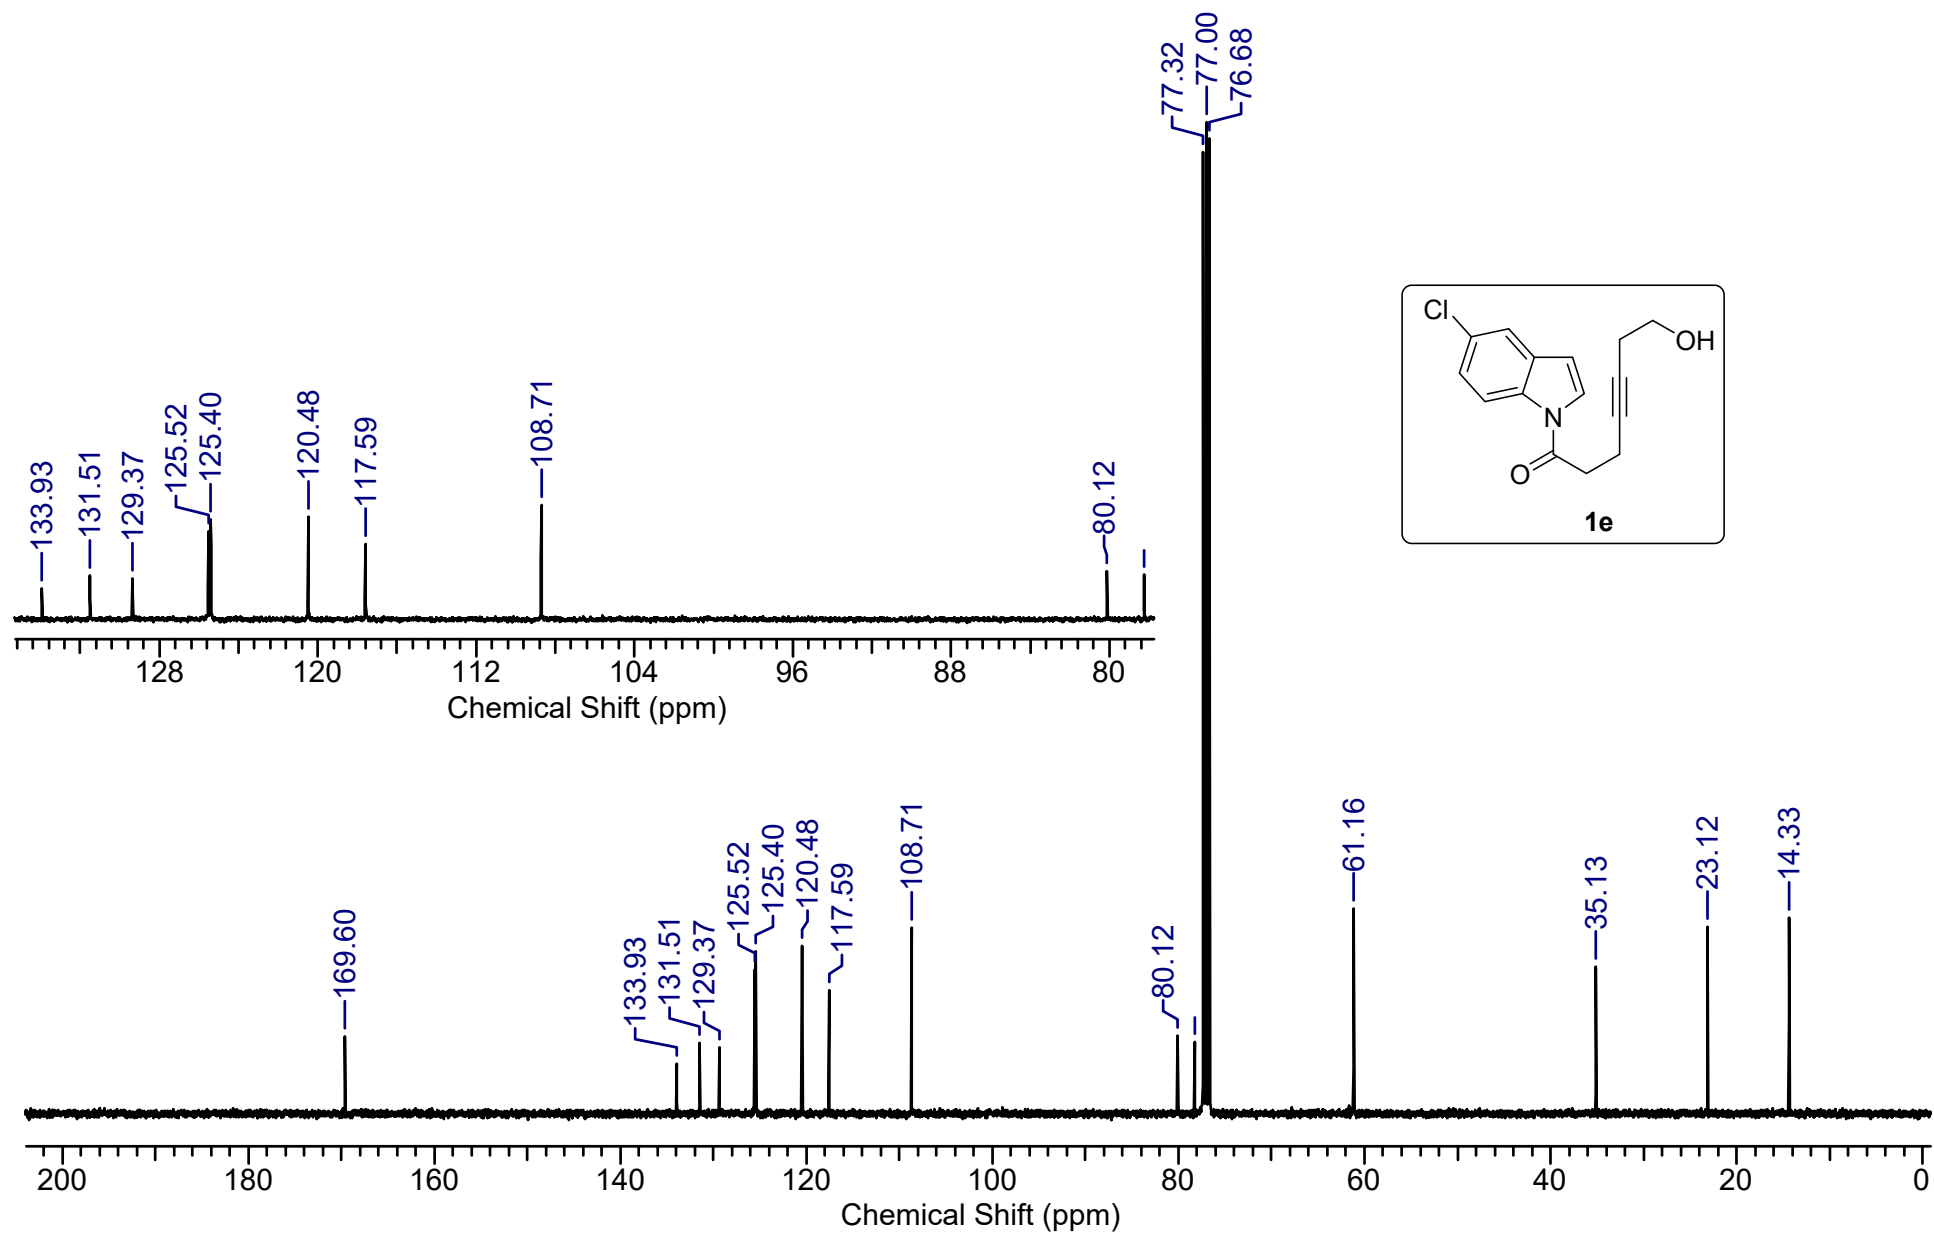 77.32
77.00
76.68
133.93
131.51
129.37
125.52
125.40
120.48
117.59
108.71
80.12
128 120 112 104 96 88 80
Chemical Shift (ppm)
Cl
OH
N
O
1e
169.60
133.93
131.51
129.37
125.52
125.40
120.48
117.59
108.71
80.12
61.16
35.13
23.12
14.33
200 180 160 140 120 100 80 60 40 20 0
Chemical Shift (ppm)